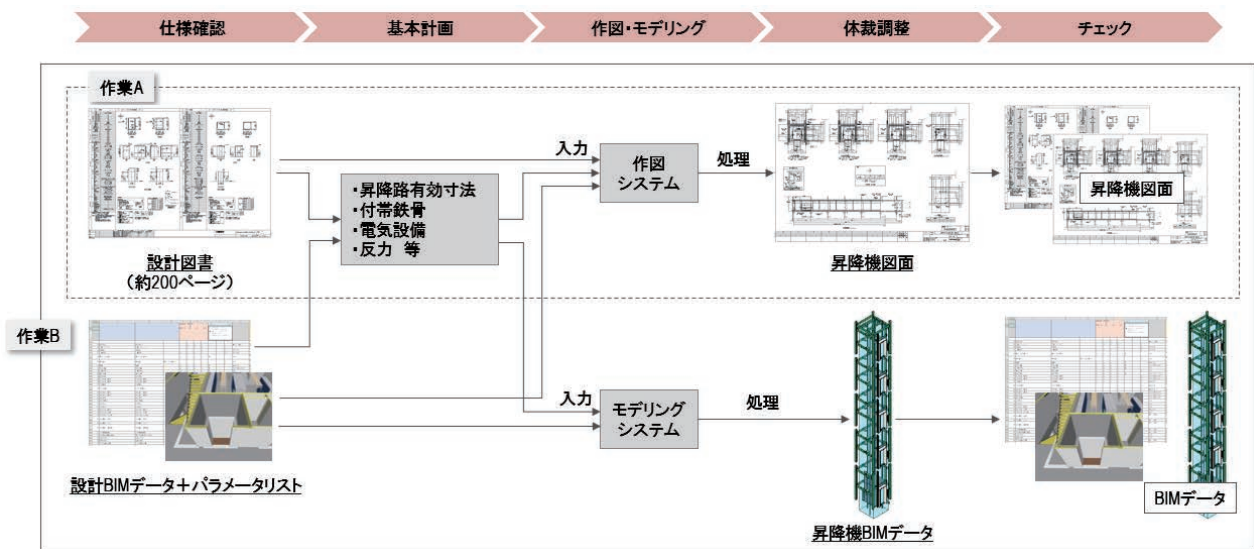 仕様確認
基本計画
作図・モデリング
体裁調整
チェック
作業A
設計図書
(約200ページ)
・昇降路有効寸法
・付帯鉄骨
・電気設備
・反力 等
入力
作図
システム
処理
昇降機図面
昇降機図面
作業B
設計BIMデータ+パラメータリスト
入力
モデリング
システム
処理
昇降機BIMデータ
BIMデータ